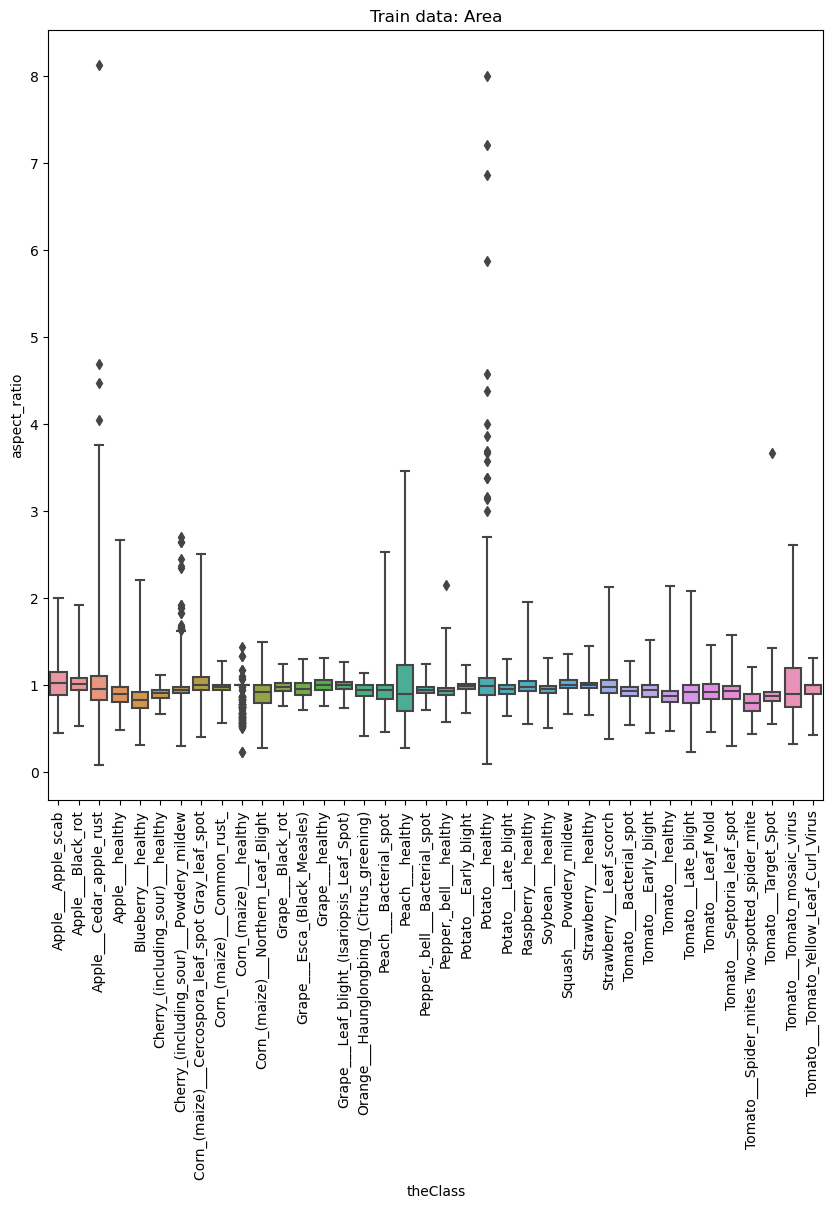 Train data: Area
8
7
6
5
4
3
2
1
0
aspect_ratio
Apple___Apple_scab
Apple___Black_rot
Apple___Cedar_apple_rust
Apple___healthy
Blueberry___healthy
Cherry_(including_sour)___healthy
Cherry_(including_sour)___Powdery_mildew
Corn_(maize)___Cercospora_leaf_spot Gray_leaf_spot
Corn_(maize)___Common_rust_
Corn_(maize)___healthy
Corn_(maize)___Northern_Leaf_Blight
Grape___Black_rot
Grape___Esca_(Black_Measles)
Grape___healthy
Grape___Leaf_blight_(Isariopsis_Leaf_Spot)
Orange___Haunglongbing_(Citrus_greening)
Peach___Bacterial_spot
Peach___healthy
Pepper,_bell___Bacterial_spot
Pepper,_bell___healthy
Potato___Early_blight
Potato___healthy
Potato___Late_blight
Raspberry___healthy
Soybean___healthy
Squash___Powdery_mildew
Strawberry___healthy
Strawberry___Leaf_scorch
Tomato___Bacterial_spot
Tomato___Early_blight
Tomato___healthy
Tomato___Late_blight
Tomato___Leaf_Mold
Tomato___Septoria_leaf_spot
Tomato___Spider_mites Two-spotted_spider_mite
Tomato___Target_Spot
Tomato___Tomato_mosaic_virus
Tomato___Tomato_Yellow_Leaf_Curl_Virus
theClass